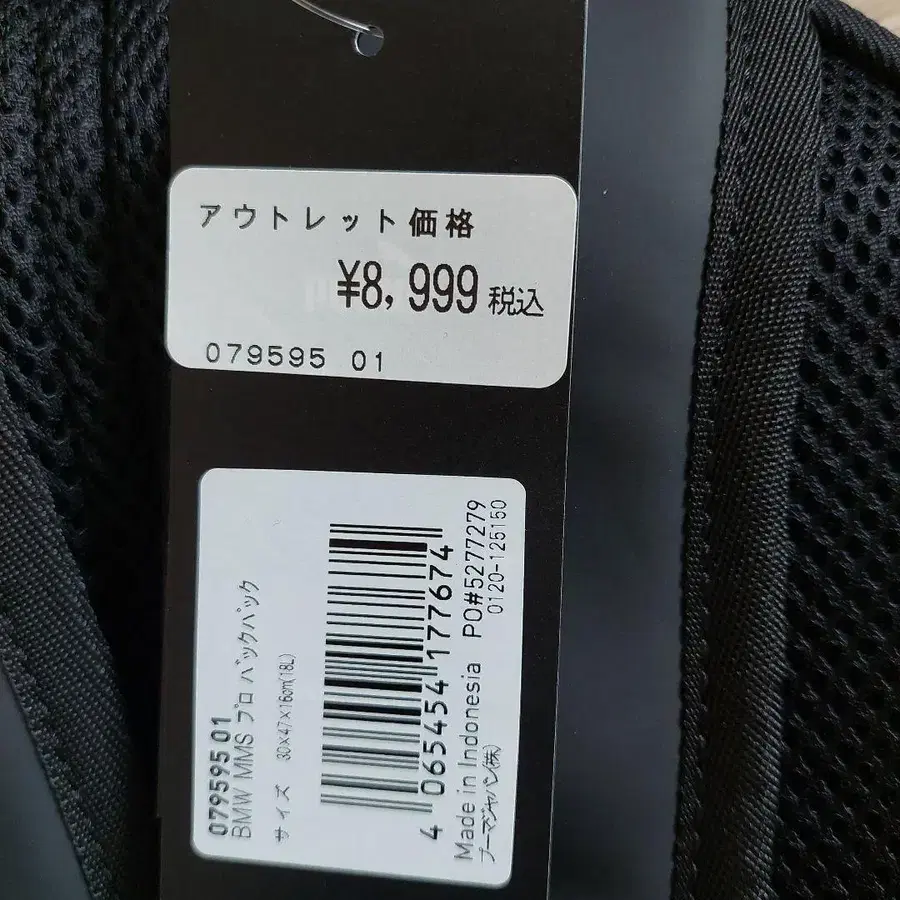 アウトレット価格
¥8,999 税込
079595 01
079595 01
BMW MMS プロ バックパック
サイズ 30×47×16cm(18L)
4 065454 177674
Made in Indonesia PO#5277279
プーマジャパン(株) 0120-125150